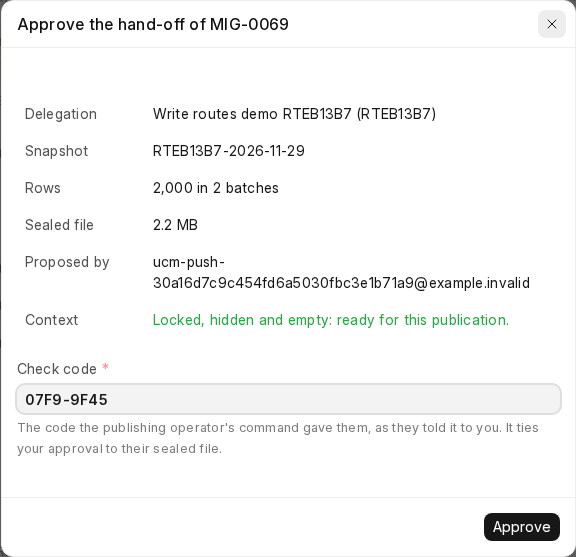 Approve the hand-off of MIG-0069
Delegation
Write routes demo RTEB13B7 (RTEB13B7)
Snapshot
RTEB13B7-2026-11-29
Rows
2,000 in 2 batches
Sealed file
2.2 MB
Proposed by
ucm-push-
30a16d7c9c454fd6a5030fbc3e1b71a9@example.invalid
Context
Locked, hidden and empty: ready for this publication.
Check code *
07F9-9F45
The code the publishing operator's command gave them, as they told it to you. It ties
your approval to their sealed file.
Approve